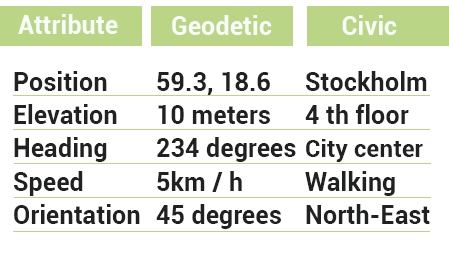 Attribute Geodetic Civic
Position 59.3, 18.6 Stockholm
Elevation 10 meters 4 th floor
Heading 234 degrees City center
Speed 5km / h Walking
Orientation 45 degrees North-East